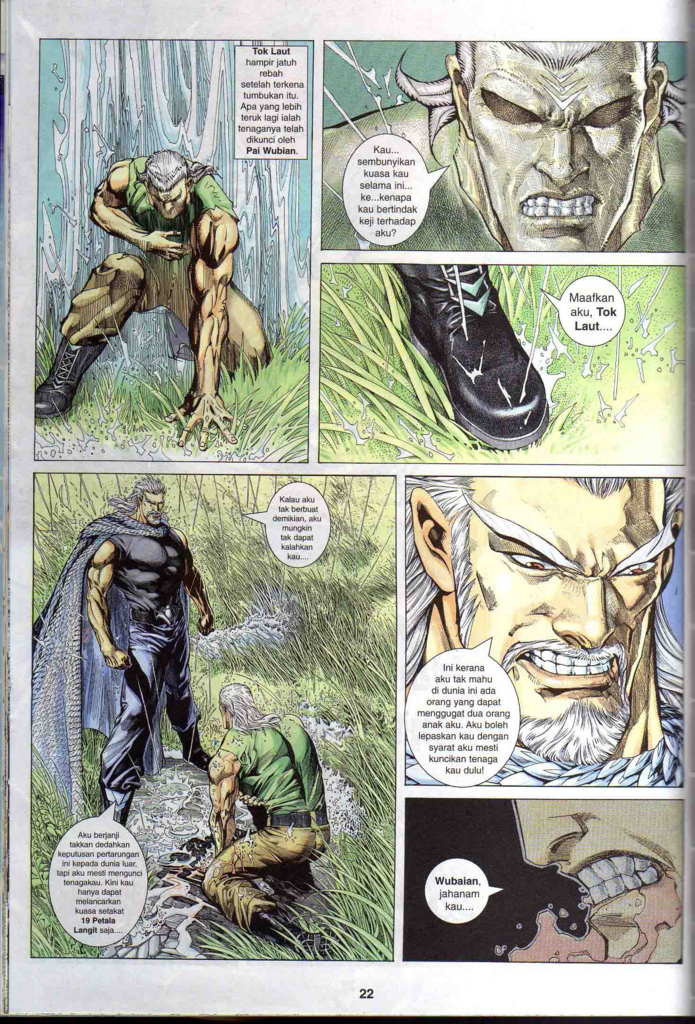 Tok Laut
hampir jatuh
rebah
setelah terkena
tumbukan itu.
Apa yang lebih
teruk lagi ialah
tenaganya telah
dikunci oleh
Pai Wubian.
Kau...
sembunyikan
kuasa kau
selama ini...
ke...kenapa
kau bertindak
keji terhadap
aku?
Maafkan
aku, Tok
Laut....
Kalau aku
tak berbuat
demikian, aku
mungkin
tak dapat
kalahkan
kau....
Aku berjanji
takkan dedahkan
keputusan pertarungan
ini kepada dunia luar,
tapi aku mesti mengunci
tenagakau. Kini kau
hanya dapat
melancarkan
kuasa setakat
19 Petala
Langit saja....
Ini kerana
aku tak mahu
di dunia ini ada
orang yang dapat
menggugat dua orang
anak aku. Aku boleh
lepaskan kau dengan
syarat aku mesti
kuncikan tenaga
kau dulu!
Wubaian,
jahanam
kau....
22